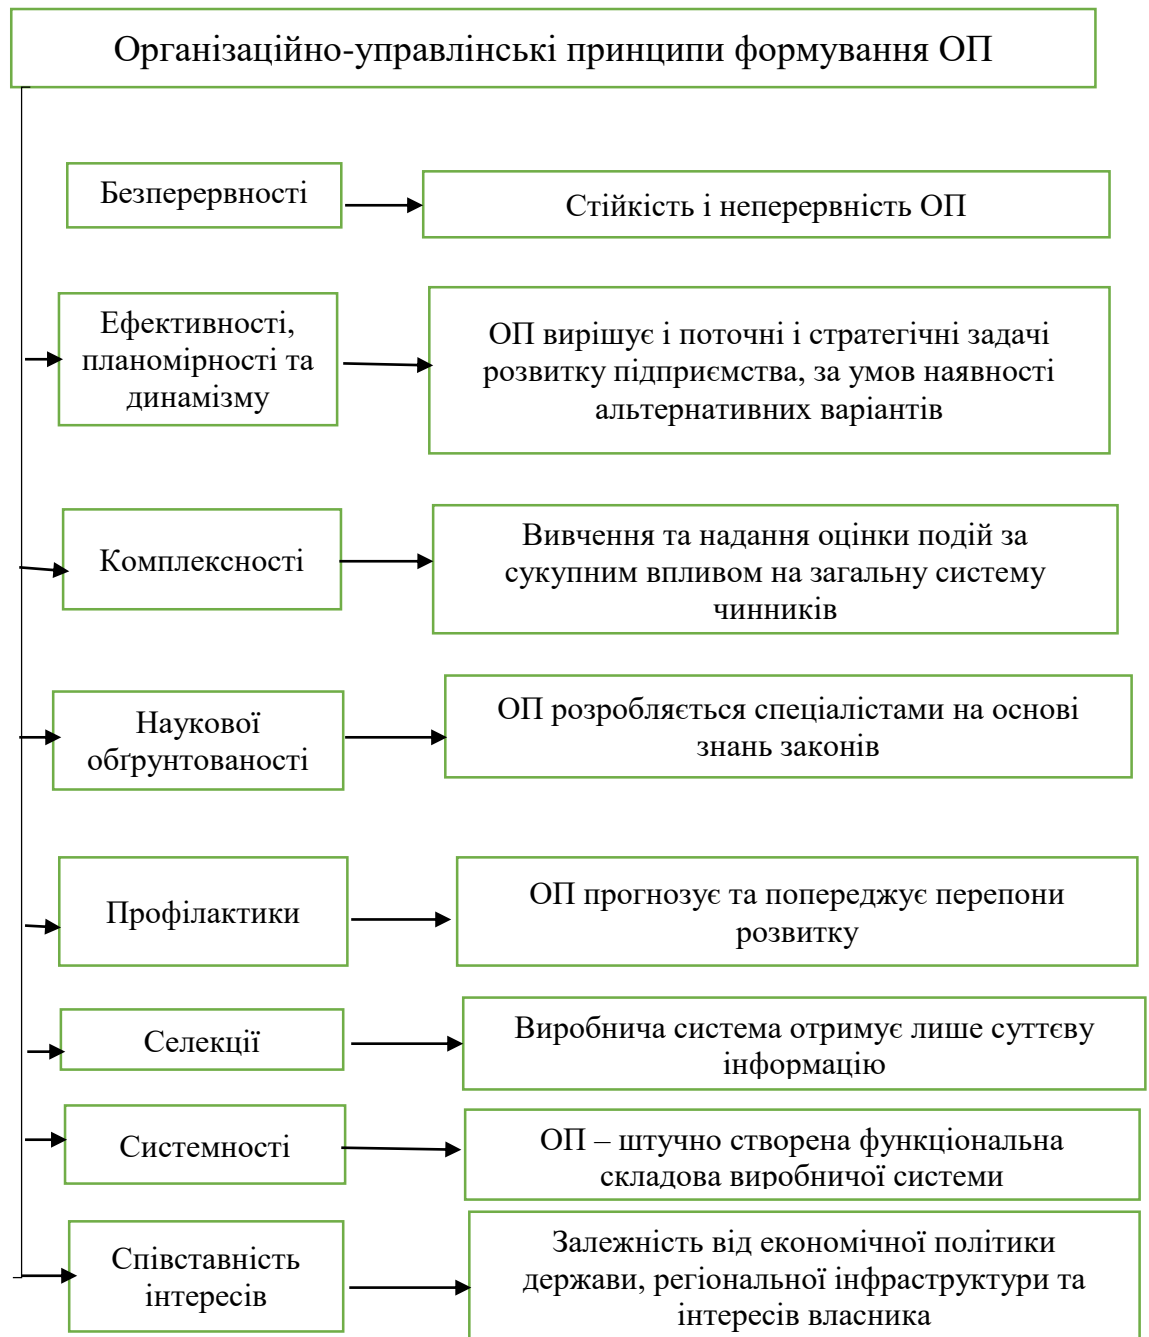 Організаційно-управлінські принципи формування ОП
Безперервності
Стійкість і неперервність ОП
Ефективності,
планомірності та
динамізму
ОП вирішує і поточні і стратегічні задачі
розвитку підприємства, за умов наявності
альтернативних варіантів
Комплексності
Вивчення та надання оцінки подій за
сукупним впливом на загальну систему
чинників
Наукової
обґрунтованості
ОП розробляється спеціалістами на основі
знань законів
Профілактики
ОП прогнозує та попереджує перепони
розвитку
Селекції
Виробнича система отримує лише суттєву
інформацію
Системності
ОП – штучно створена функціональна
складова виробничої системи
Співставність
інтересів
Залежність від економічної політики
держави, регіональної інфраструктури та
інтересів власника